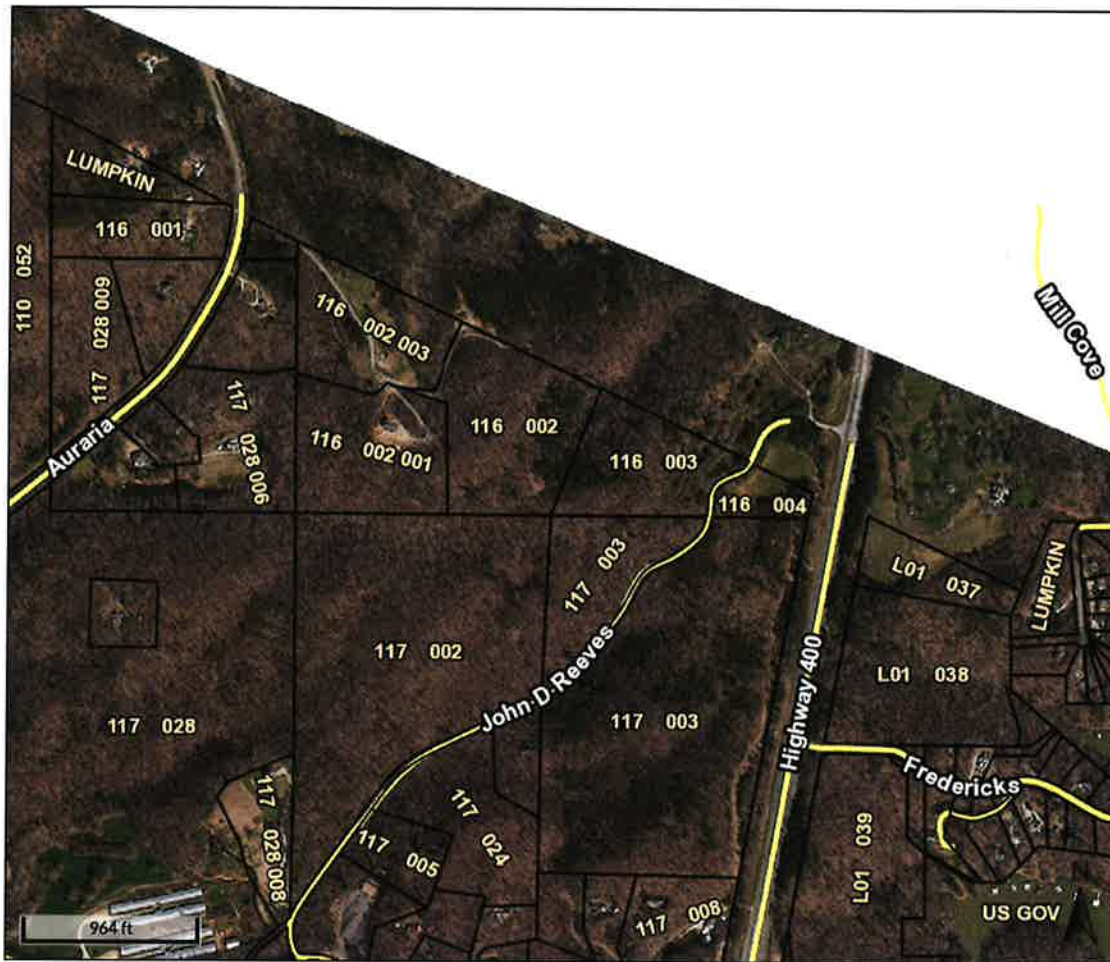 LUMPKIN
116 001
110 052
117 028 009
Auraria
117 028 006
116 002 003
116 002 001
116 002
116 003
116 004
Mill Cove
L01 037
LUMPKIN
117 003
117 002
John D Reeves
117 003
Highway 400
L01 038
Fredericks
117 028
117 028 008
117 005
117 024
117 008
L01 039
US GOV
964 ft